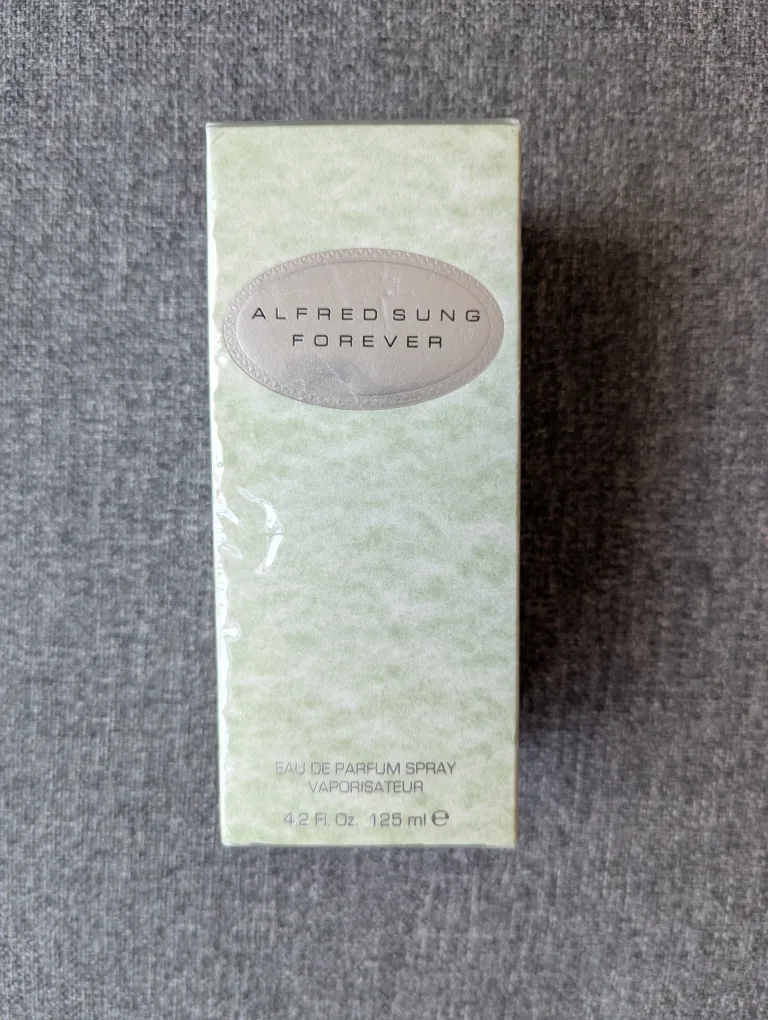 ALFRED SUNG
FOREVER
EAU DE PARFUM SPRAY
VAPORISATEUR
4.2 Fl. Oz. 125 ml ℮